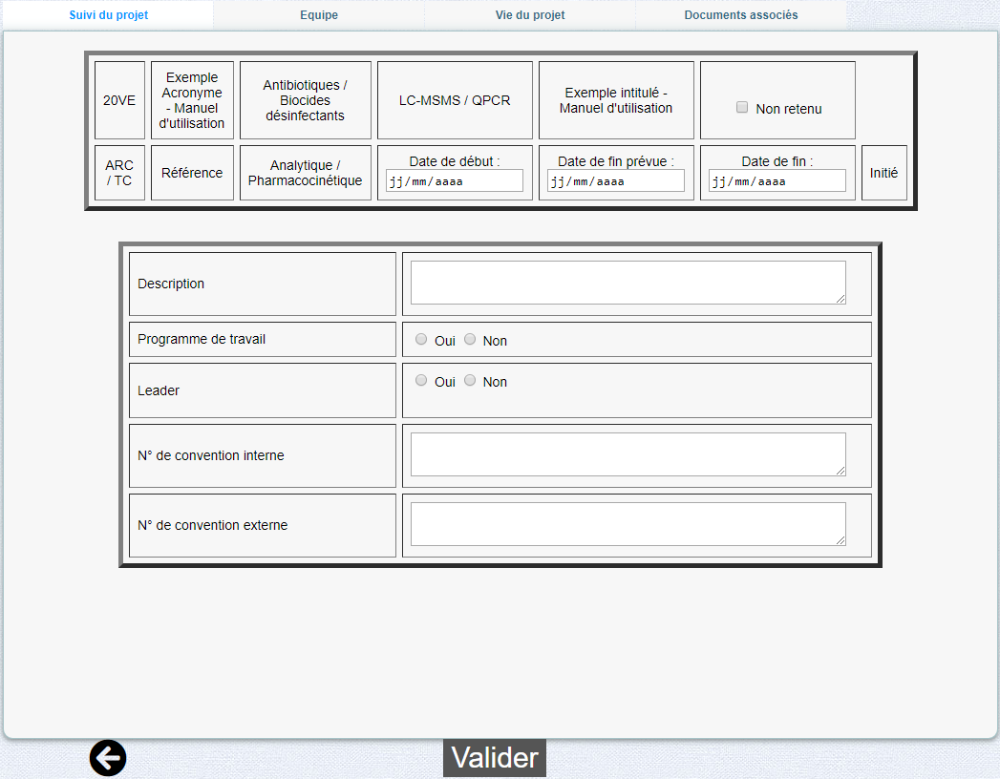 Suivi du projet
Equipe
Vie du projet
Documents associés
20VE
Exemple
Acronyme
- Manuel
d'utilisation
Antibiotiques /
Biocides
désinfectants
LC-MSMS / QPCR
Exemple intitulé -
Manuel d'utilisation
Non retenu
ARC
/ TC
Référence
Analytique /
Pharmacocinétique
Date de début :
jj/mm/aaaa
Date de fin prévue :
jj/mm/aaaa
Date de fin :
jj/mm/aaaa
Initié
Description
Programme de travail
Oui Non
Leader
Oui Non
N° de convention interne
N° de convention externe
Valider